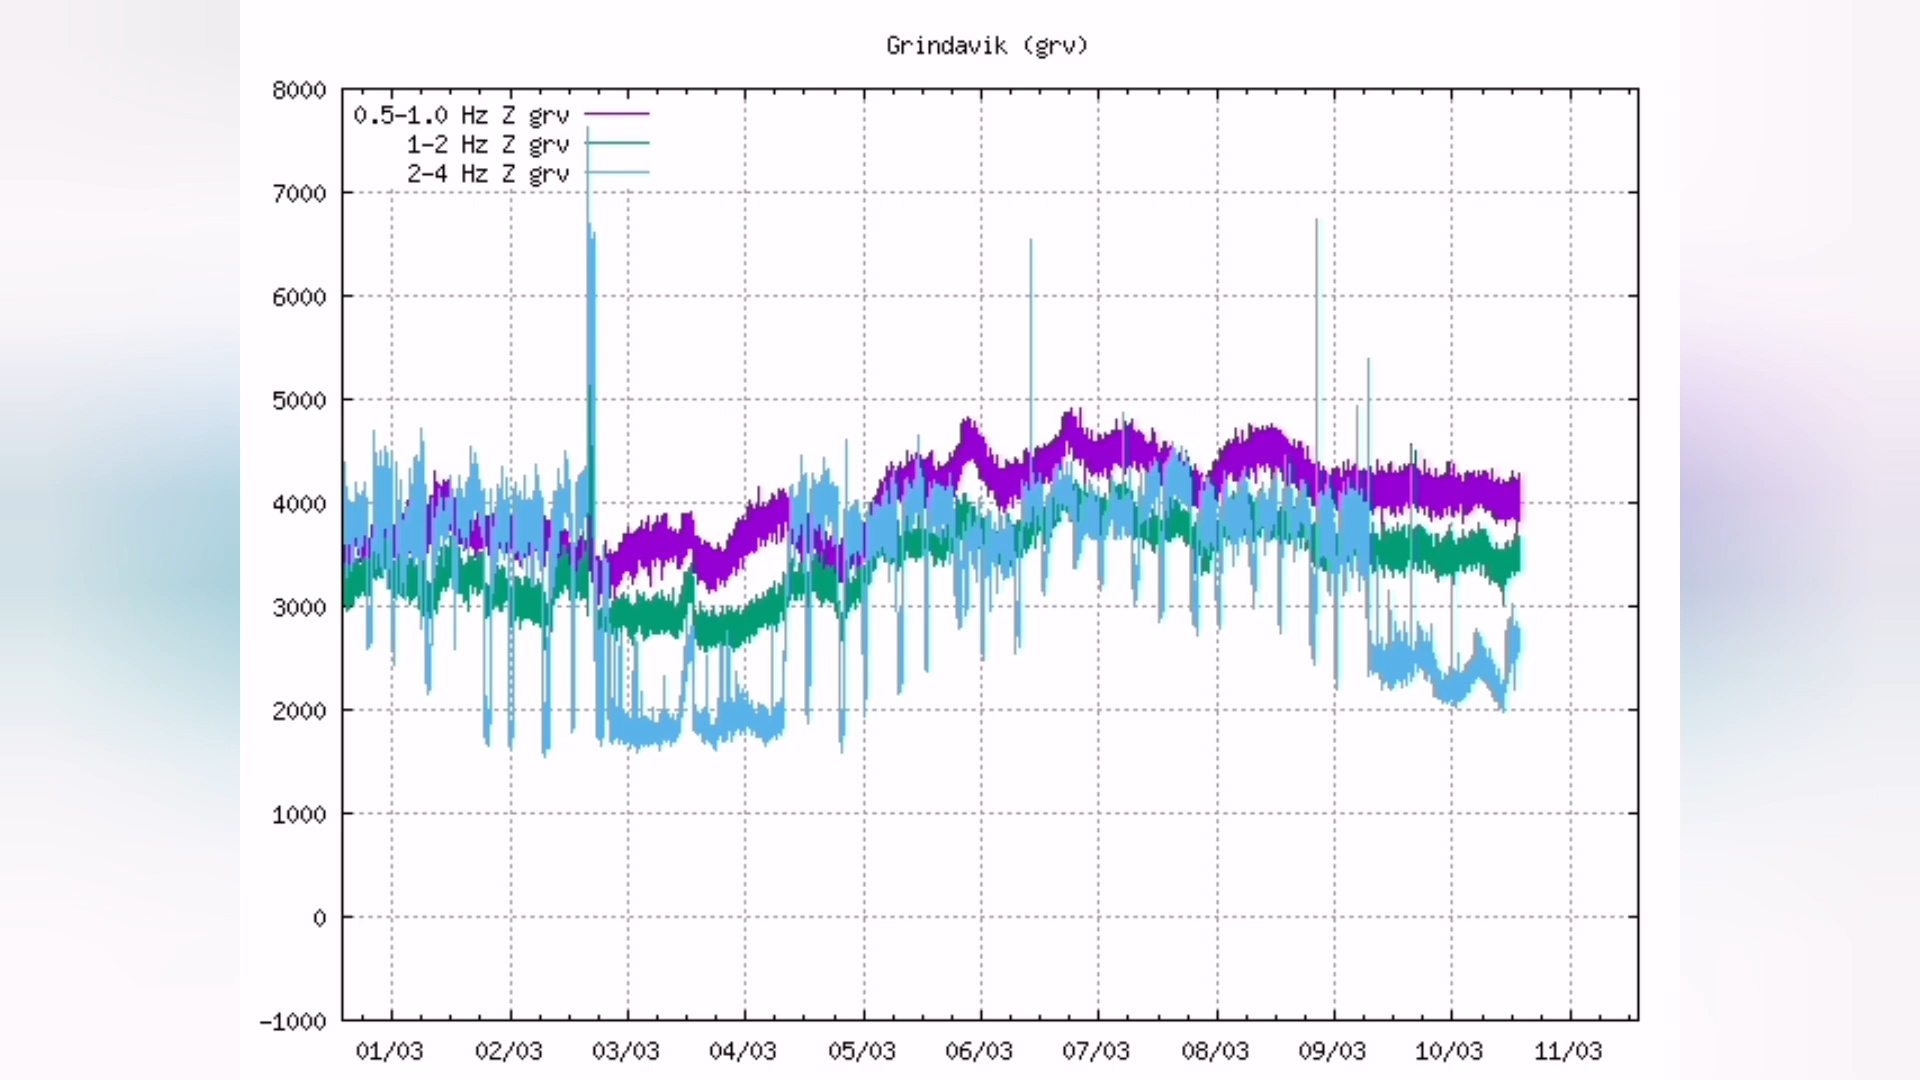 Grindavik (grv)
8000
0.5-1.0 Hz Z grv
1-2 Hz Z grv
2-4 Hz Z grv
7000
6000
5000
4000
3000
2000
1000
0
-1000
01/03 02/03 03/03 04/03 05/03 06/03 07/03 08/03 09/03 10/03 11/03